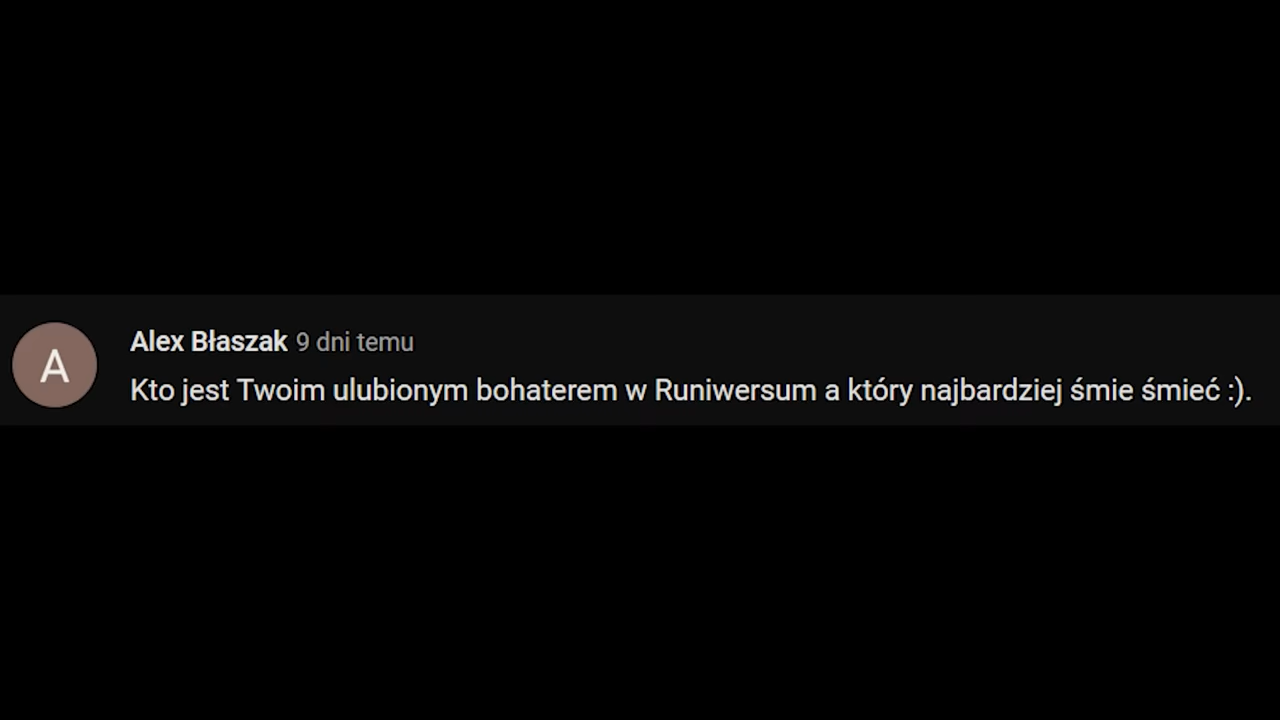 A
Alex Błaszak 9 dni temu
Kto jest Twoim ulubionym bohaterem w Runiwersum a który najbardziej śmie śmieć :).